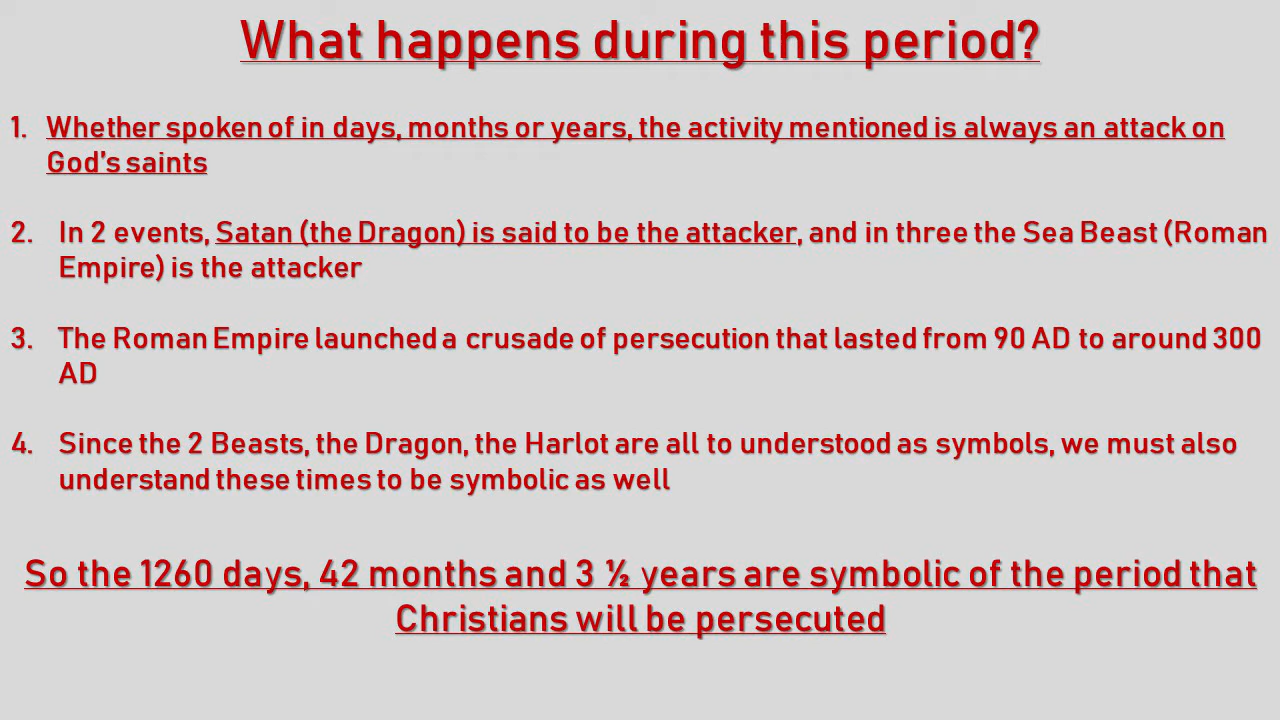 What happens during this period?
1. Whether spoken of in days, months or years, the activity mentioned is always an attack on
God's saints
2. In 2 events, Satan (the Dragon) is said to be the attacker, and in three the Sea Beast (Roman
Empire) is the attacker
3. The Roman Empire launched a crusade of persecution that lasted from 90 AD to around 300
AD
4. Since the 2 Beasts, the Dragon, the Harlot are all to understood as symbols, we must also
understand these times to be symbolic as well
So the 1260 days, 42 months and 3 ½ years are symbolic of the period that
Christians will be persecuted